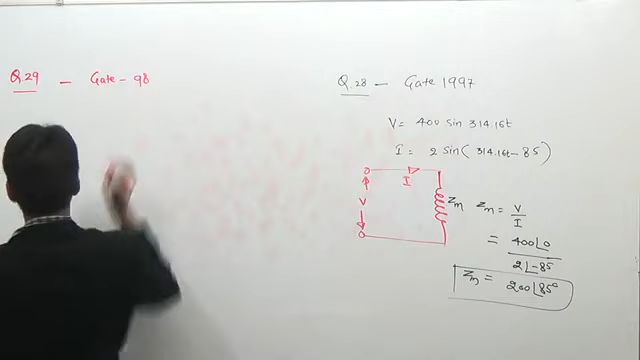 Q.29 — Gate - 98
Q.28 — Gate 1997
V = 400 sin 314.16t
I = 2 sin( 314.16t - 85 )
I
V
Zm
Zm = V/I
= 400∠0 / 2∠-85
Zm = 200∠85°